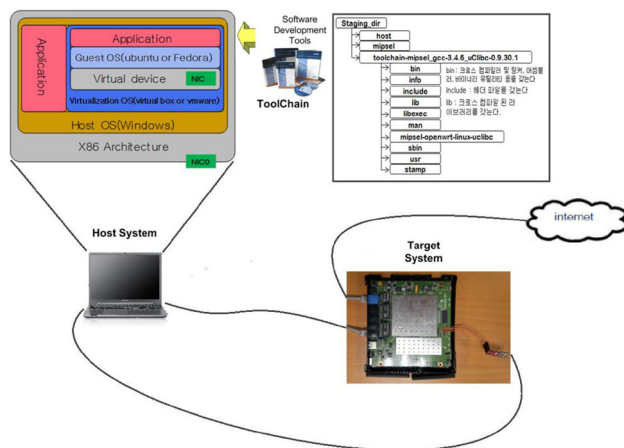 Application
Application
Guest OS(ubuntu or Fedora)
Virtual device
NIC
Virtualization OS(virtual box or vmware)
Host OS(Windows)
X86 Architecture
NIC0
Software
Development
Tools
ToolChain
Staging_dir
host
mipsel
toolchain-mipsel_gcc-3.4.6_uClibc-0.9.30.1
bin
info
include
lib
libexec
man
mipsel-openwrt-linux-uclibc
sbin
usr
stamp
bin : 크로스 컴파일러 및 링커, 어셈블
러, 바이너리 유틸리티 등을 갖는다
Include : 헤더 파일을 갖는다
lib : 크로스 컴파일 된 라
이브러리를 갖는다.
Host System
Target
System
internet